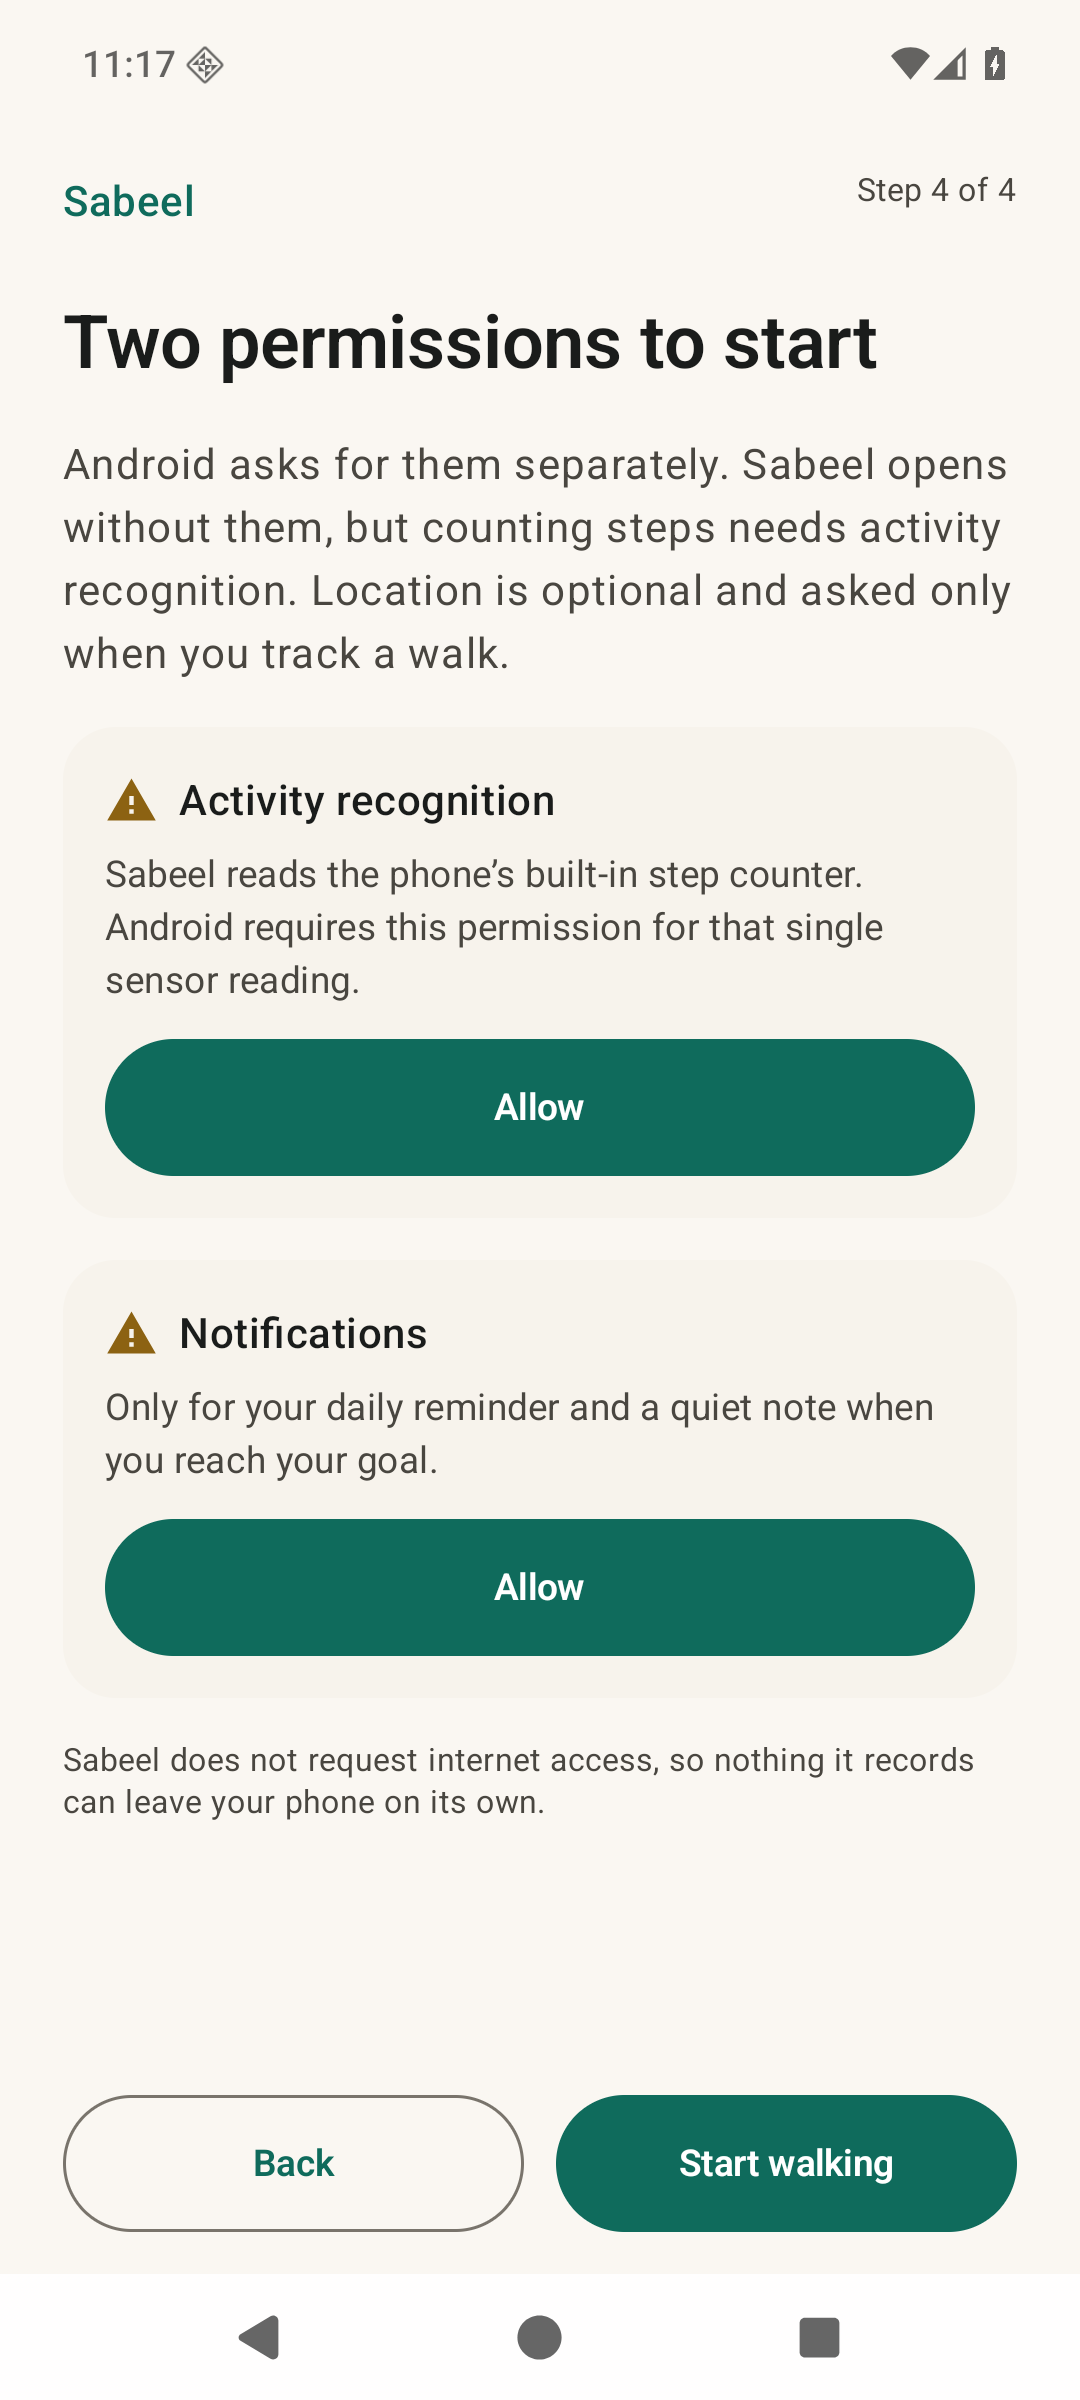 11:17
Sabeel
Step 4 of 4
Two permissions to start
Android asks for them separately. Sabeel opens
without them, but counting steps needs activity
recognition. Location is optional and asked only
when you track a walk.
Activity recognition
Sabeel reads the phone’s built-in step counter.
Android requires this permission for that single
sensor reading.
Allow
Notifications
Only for your daily reminder and a quiet note when
you reach your goal.
Allow
Sabeel does not request internet access, so nothing it records
can leave your phone on its own.
Back
Start walking